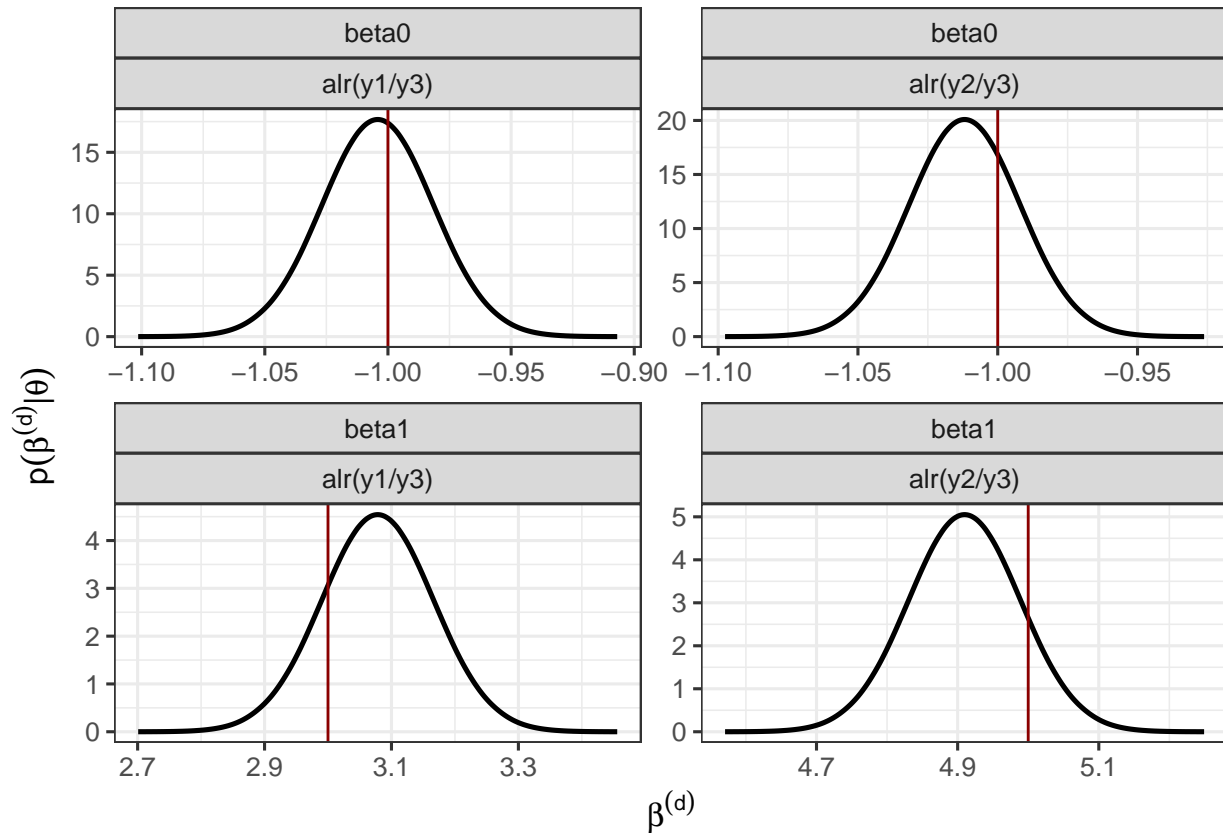 beta0
alr(y1/y3)
15
10
5
0
−1.10 −1.05 −1.00 −0.95 −0.90
beta0
alr(y2/y3)
20
15
10
5
0
−1.10 −1.05 −1.00 −0.95
p(β^(d)|θ)
beta1
alr(y1/y3)
4
3
2
1
0
2.7 2.9 3.1 3.3
beta1
alr(y2/y3)
5
4
3
2
1
0
4.7 4.9 5.1
β^(d)